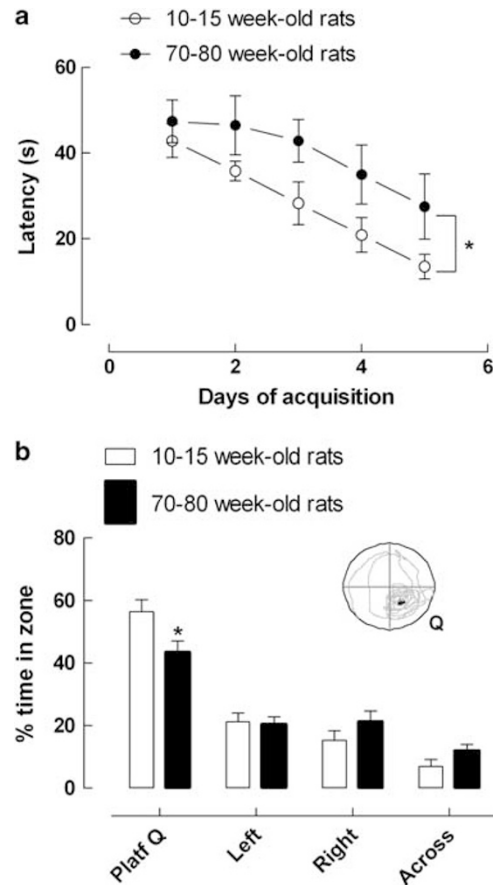 a
10-15 week-old rats
70-80 week-old rats
60
40
20
0
Latency (s)
*
0 2 4 6
Days of acquisition
b
10-15 week-old rats
70-80 week-old rats
80
60
40
20
0
% time in zone
*
Q
Platf Q
Left
Right
Across